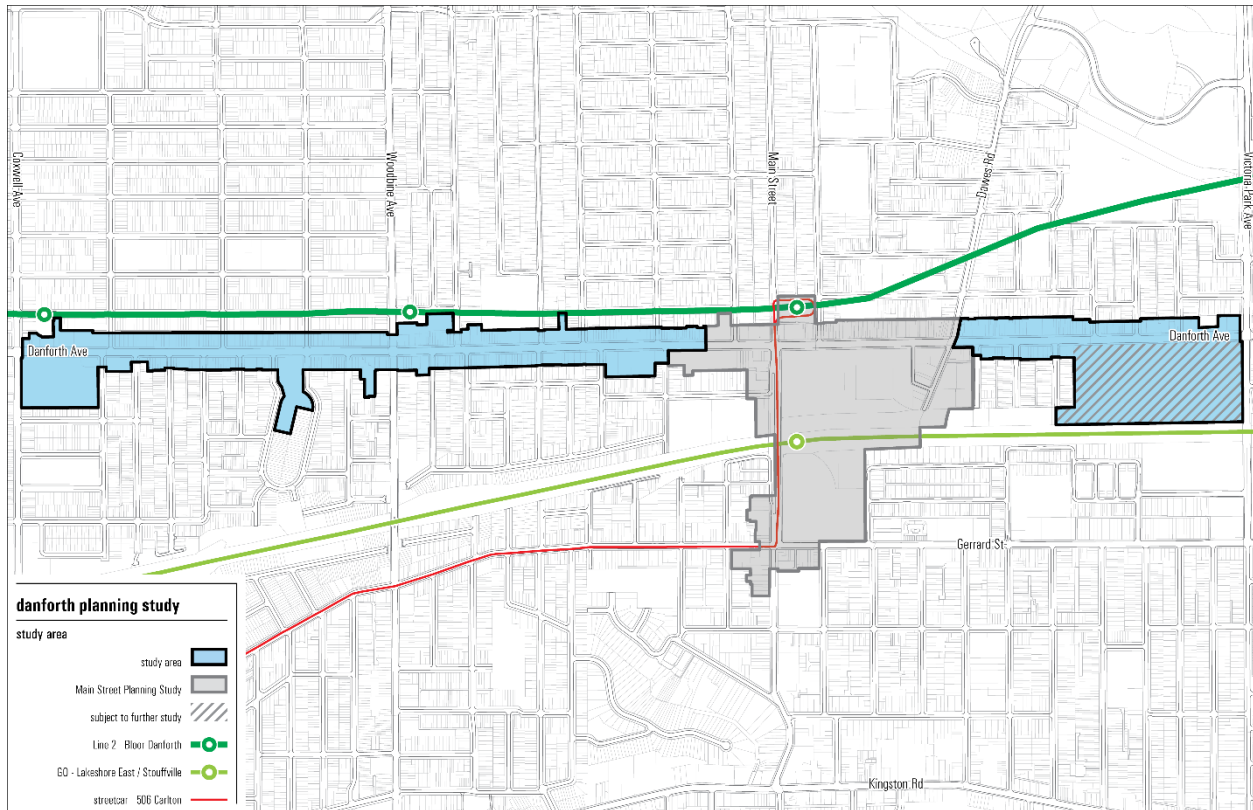 Coxwell Ave
Woodbine Ave
Main Street
Dawes Rd
Victoria Park Ave
Danforth Ave
Danforth Ave
Gerrard St
Kingston Rd
danforth planning study
study area
study area
Main Street Planning Study
subject to further study
Line 2 Bloor Danforth
GO - Lakeshore East / Stouffville
streetcar 506 Carlton